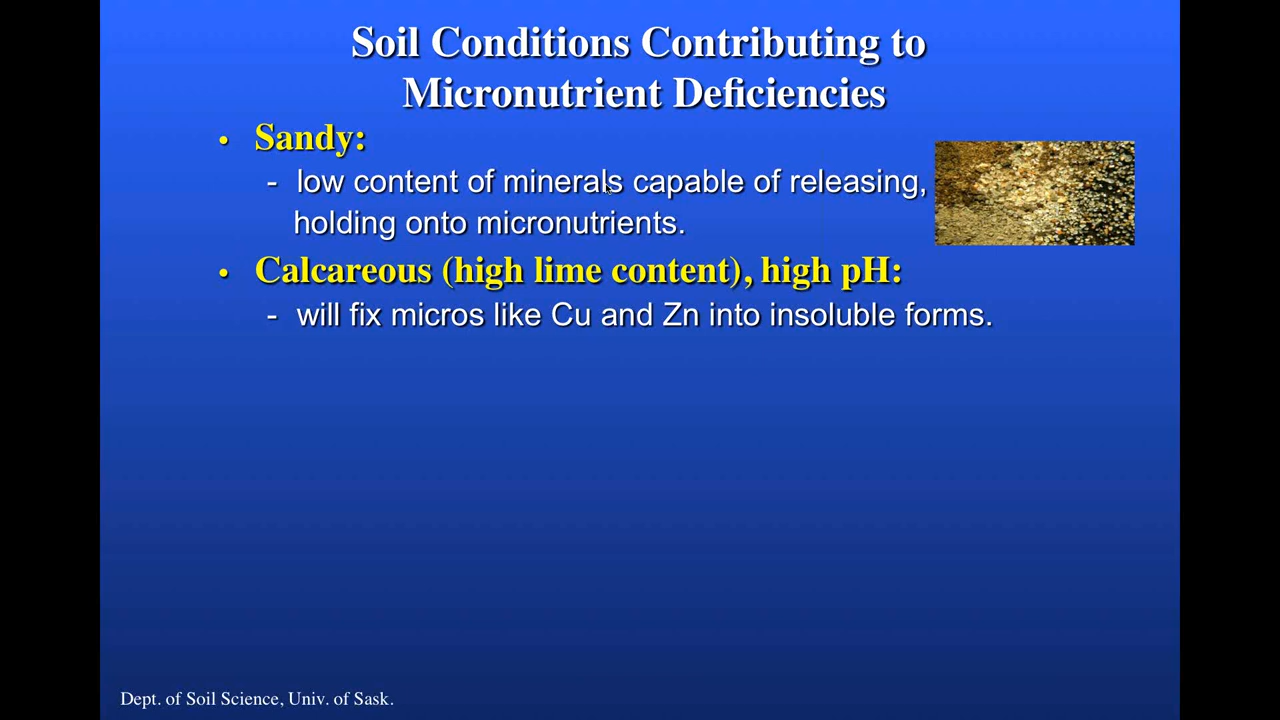 Soil Conditions Contributing to
Micronutrient Deficiencies
• Sandy:
- low content of minerals capable of releasing,
holding onto micronutrients.
• Calcareous (high lime content), high pH:
- will fix micros like Cu and Zn into insoluble forms.
Dept. of Soil Science, Univ. of Sask.